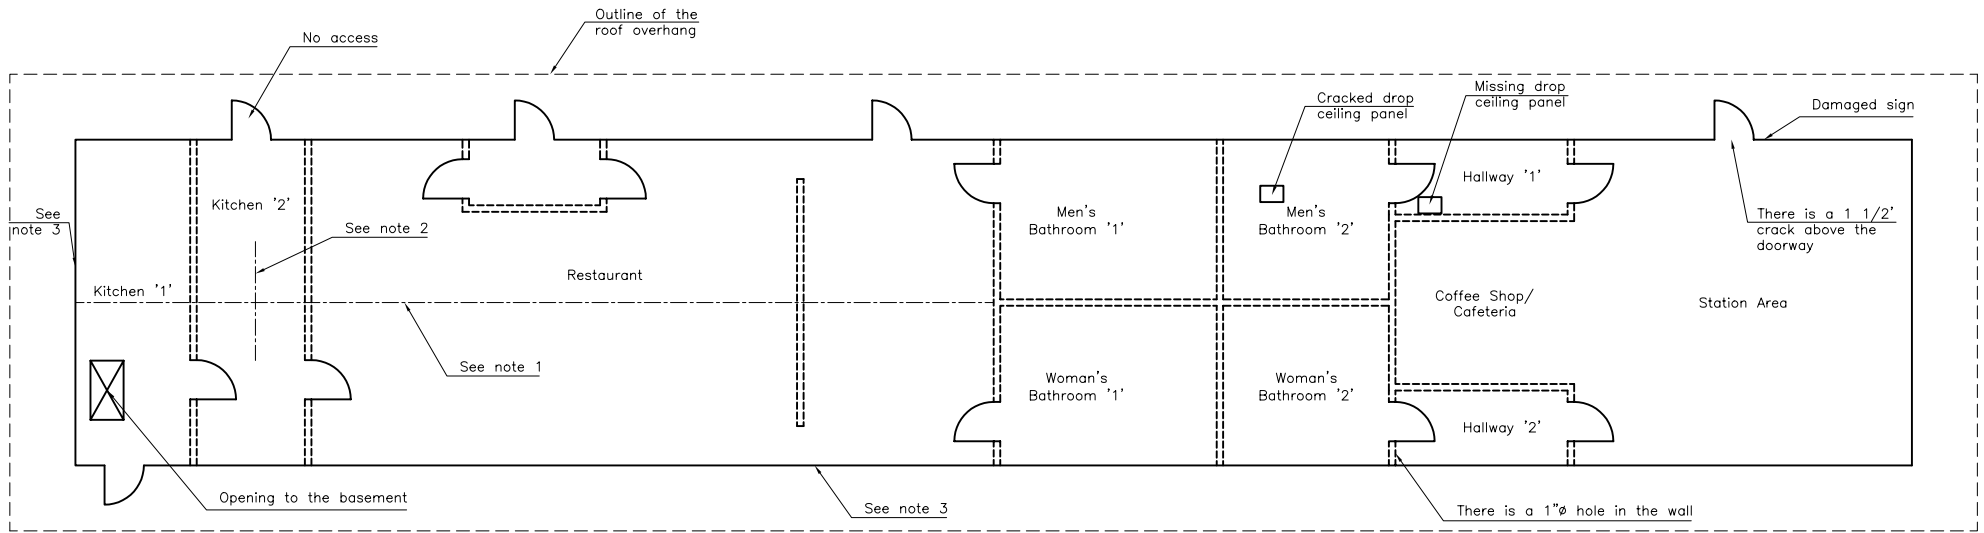 Outline of the
roof overhang
No access
Missing drop
ceiling panel
Cracked drop
ceiling panel
Damaged sign
Hallway '1'
Kitchen '2'
See
note 3
Men's
Bathroom '1'
Men's
Bathroom '2'
There is a 1 1/2'
crack above the
doorway
See note 2
Restaurant
Kitchen '1'
Coffee Shop/
Cafeteria
Station Area
See note 1
Woman's
Bathroom '1'
Woman's
Bathroom '2'
Hallway '2'
Opening to the basement
See note 3
There is a 1"ø hole in the wall